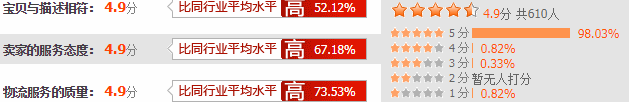 宝贝与描述相符： 4.9分 比同行业平均水平 高 52.12%
卖家的服务态度： 4.9分 比同行业平均水平 高 67.18%
物流服务的质量： 4.9分 比同行业平均水平 高 73.53%
4.9分 共610人
5 分 98.03%
4 分 0.82%
3 分 0.33%
2 分 暂无人打分
1 分 0.82%